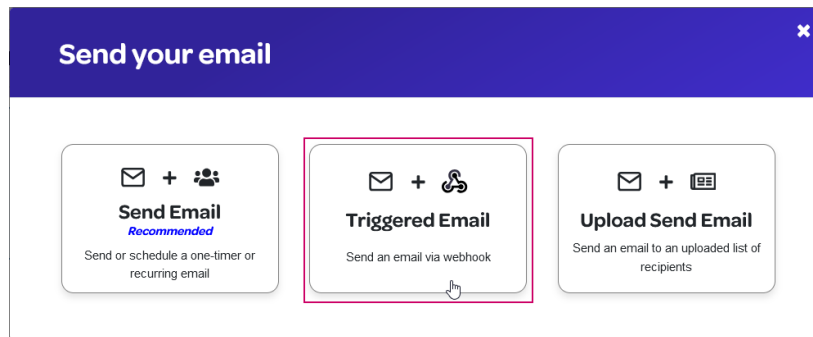 Send your email
Send Email
Recommended
Send or schedule a one-timer or
recurring email
Triggered Email
Send an email via webhook
Upload Send Email
Send an email to an uploaded list of
recipients